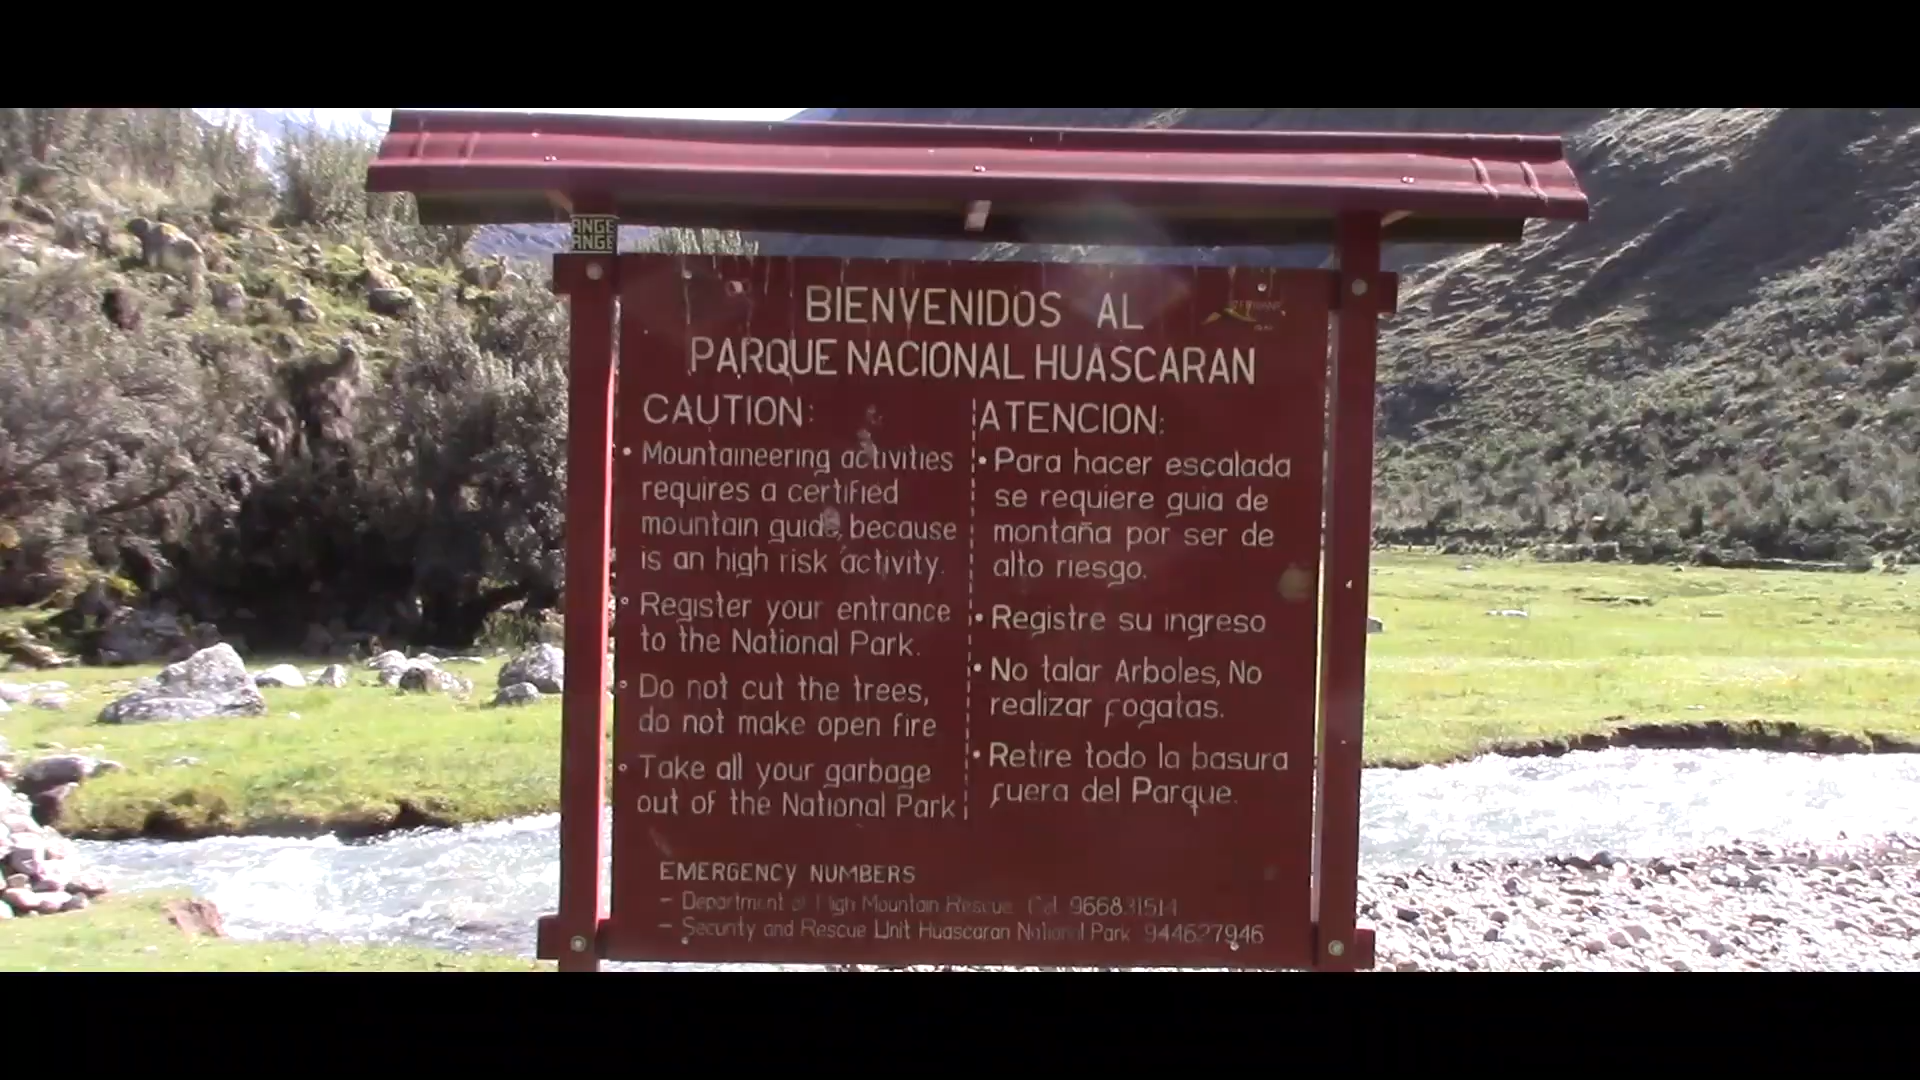 ANGE
ANGE
BIENVENIDOS AL
PARQUE NACIONAL HUASCARAN
CAUTION:
• Mountaineering activities
requires a certified
mountain guide, because
is an high risk activity.
• Register your entrance
to the National Park.
• Do not cut the trees,
do not make open fire
• Take all your garbage
out of the National Park
ATENCION:
• Para hacer escalada
se requiere guia de
montaña por ser de
alto riesgo.
• Registre su ingreso
• No talar Arboles, No
realizar fogatas.
• Retire todo la basura
fuera del Parque.
EMERGENCY NUMBERS
– Department of High Mountain Rescue Cel.
– Security and Rescue Unit Huascaran National Park 944627946